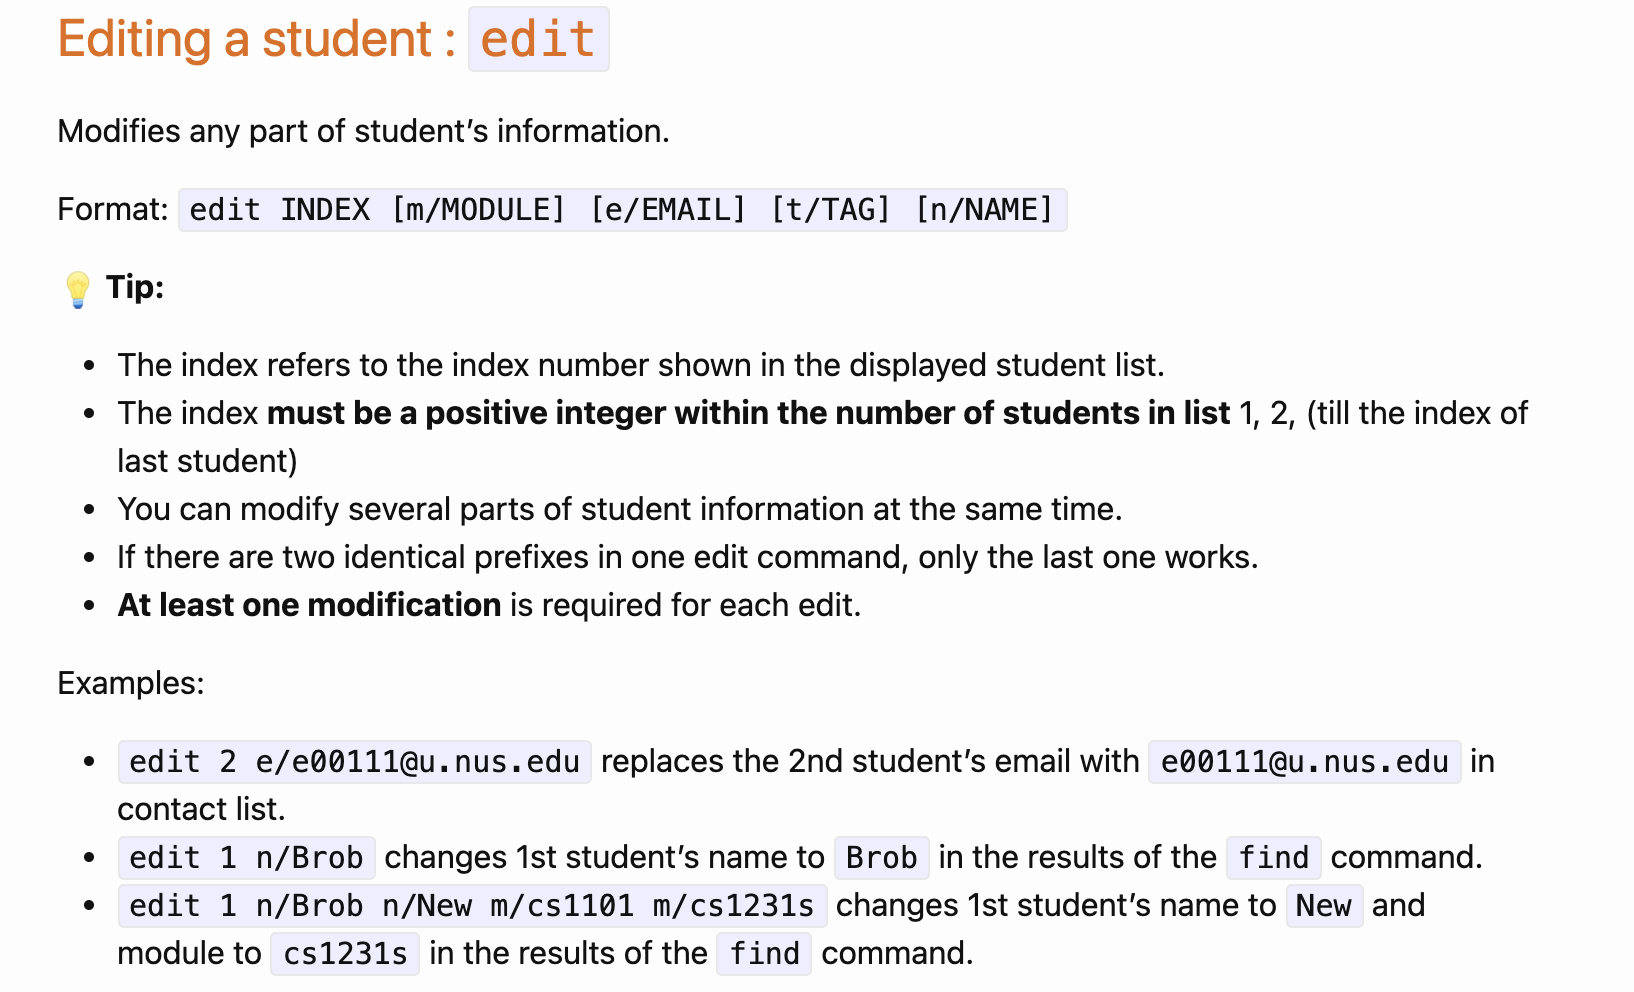 Editing a student : edit
Modifies any part of student’s information.
Format: edit INDEX [m/MODULE] [e/EMAIL] [t/TAG] [n/NAME]
💡 Tip:
• The index refers to the index number shown in the displayed student list.
• The index must be a positive integer within the number of students in list 1, 2, (till the index of
last student)
• You can modify several parts of student information at the same time.
• If there are two identical prefixes in one edit command, only the last one works.
• At least one modification is required for each edit.
Examples:
• edit 2 e/e00111@u.nus.edu replaces the 2nd student’s email with e00111@u.nus.edu in
contact list.
• edit 1 n/Brob changes 1st student’s name to Brob in the results of the find command.
• edit 1 n/Brob n/New m/cs1101 m/cs1231s changes 1st student’s name to New and
module to cs1231s in the results of the find command.